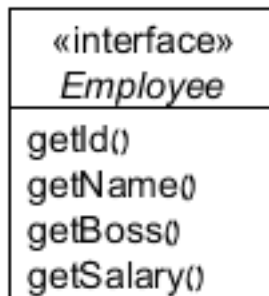 «interface»
Employee
getId()
getName()
getBoss()
getSalary()